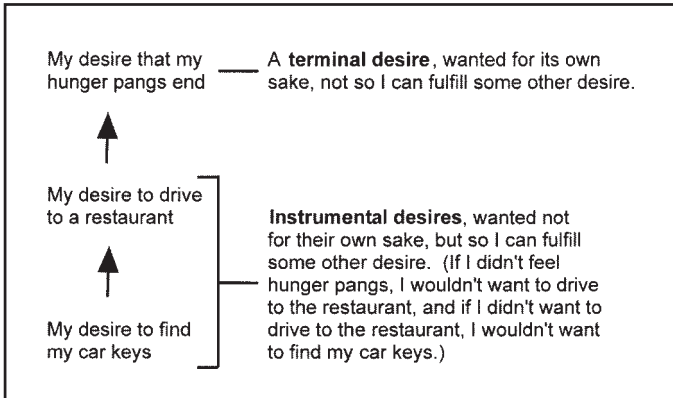 My desire that my
hunger pangs end
A terminal desire, wanted for its own
sake, not so I can fulfill some other desire.
My desire to drive
to a restaurant
My desire to find
my car keys
Instrumental desires, wanted not
for their own sake, but so I can fulfill
some other desire.  (If I didn't feel
hunger pangs, I wouldn't want to drive
to the restaurant, and if I didn't want to
drive to the restaurant, I wouldn't want
to find my car keys.)